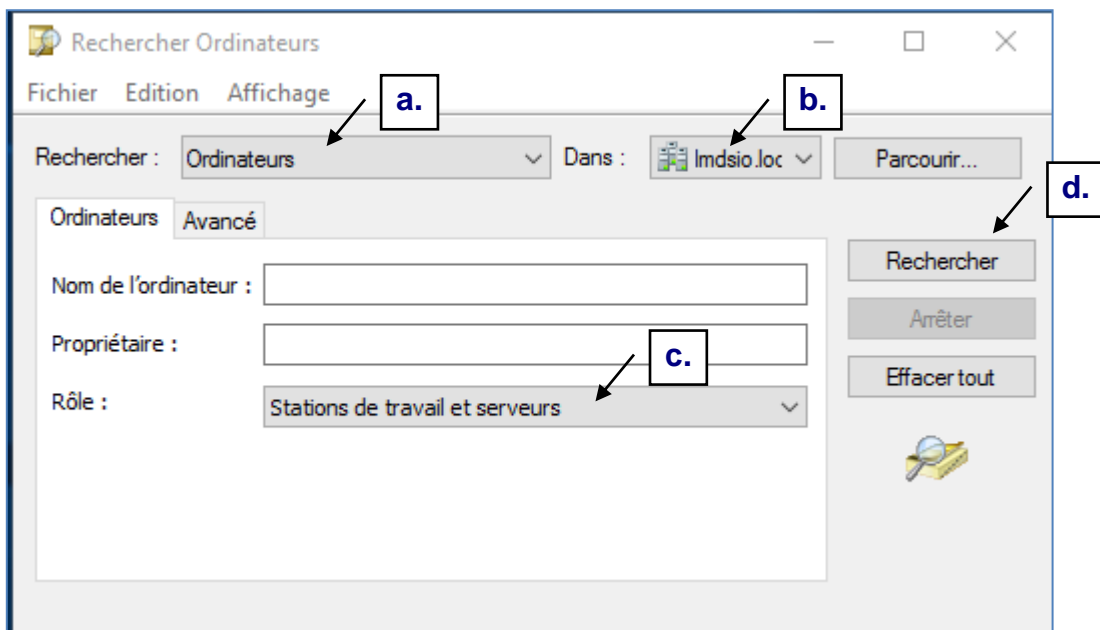 Rechercher Ordinateurs
Fichier Edition Affichage
a.
b.
Rechercher : Ordinateurs Dans : lmdsio.loc Parcourir...
d.
Ordinateurs Avancé
Rechercher
Nom de l'ordinateur :
Arrêter
Propriétaire :
c.
Effacer tout
Rôle : Stations de travail et serveurs